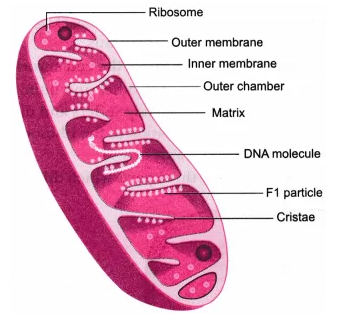 Ribosome
Outer membrane
Inner membrane
Outer chamber
Matrix
DNA molecule
F1 particle
Cristae